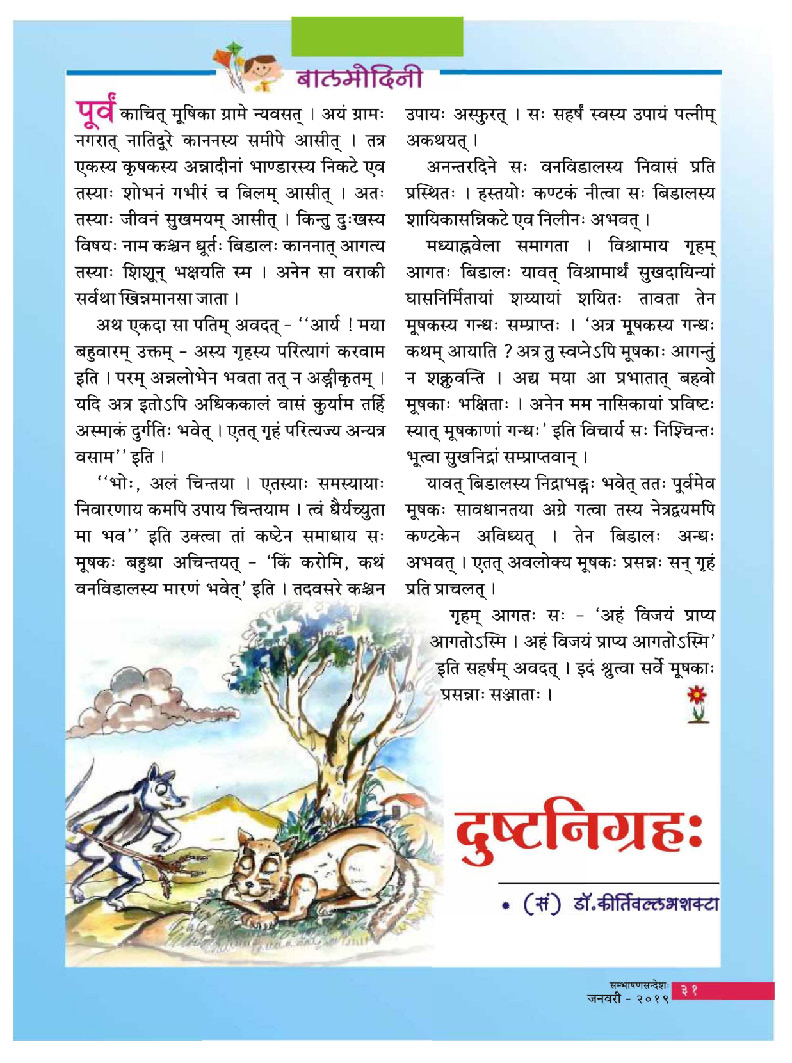 बालमोदिनी
पूर्वं काचित् मूषिका ग्रामे न्यवसत् । अयं ग्रामः
नगरात् नातिदूरे काननस्य समीपे आसीत् । तत्र
एकस्य कृषकस्य अन्नादीनां भाण्डारस्य निकटे एव
तस्याः शोभनं गभीरं च बिलम् आसीत् । अतः
तस्याः जीवनं सुखमयम् आसीत् । किन्तु दुःखस्य
विषयः नाम कश्चन धूर्तः बिडालः काननात् आगत्य
तस्याः शिशून् भक्षयति स्म । अनेन सा वराकी
सर्वथा खिन्नमानसा जाता ।
अथ एकदा सा पतिम् अवदत् - ‘‘आर्य ! मया
बहुवारम् उक्तम् - अस्य गृहस्य परित्यागं करवाम
इति । परम् अन्नलोभेन भवता तत् न अङ्गीकृतम् ।
यदि अत्र इतोऽपि अधिककालं वासं कुर्याम तर्हि
अस्माकं दुर्गतिः भवेत् । एतत् गृहं परित्यज्य अन्यत्र
वसाम’’ इति ।
‘‘भोः, अलं चिन्तया । एतस्याः समस्यायाः
निवारणाय कमपि उपाय चिन्तयाम । त्वं धैर्यच्युता
मा भव’’ इति उक्त्वा तां कष्टेन समाधाय सः
मूषकः बहुधा अचिन्तयत् - ‘किं करोमि, कथं
वनविडालस्य मारणं भवेत्’ इति । तदवसरे कश्चन
उपायः अस्फुरत् । सः सहर्षं स्वस्य उपायं पत्नीम्
अकथयत् ।
अनन्तरदिने सः वनविडालस्य निवासं प्रति
प्रस्थितः । हस्तयोः कण्टकं नीत्वा सः बिडालस्य
शायिकासन्निकटे एव निलीनः अभवत् ।
मध्याह्नवेला समागता । विश्रामाय गृहम्
आगतः बिडालः यावत् विश्रामार्थं सुखदायिन्यां
घासनिर्मितायां शय्यायां शयितः तावता तेन
मूषकस्य गन्धः सम्प्राप्तः । ‘अत्र मूषकस्य गन्धः
कथम् आयाति ? अत्र तु स्वप्नेऽपि मूषकाः आगन्तुं
न शक्नुवन्ति । अद्य मया आ प्रभातात् बहवो
मूषकाः भक्षिताः । अनेन मम नासिकायां प्रविष्टः
स्यात् मूषकाणां गन्धः’ इति विचार्य सः निश्चिन्तः
भूत्वा सुखनिद्रां सम्प्राप्तवान् ।
यावत् बिडालस्य निद्राभङ्गः भवेत् ततः पूर्वमेव
मूषकः सावधानतया अग्रे गत्वा तस्य नेत्रद्वयमपि
कण्टकेन अविध्यत् । तेन बिडालः अन्धः
अभवत् । एतत् अवलोक्य मूषकः प्रसन्नः सन् गृहं
प्रति प्राचलत् ।
गृहम् आगतः सः - ‘अहं विजयं प्राप्य
आगतोऽस्मि । अहं विजयं प्राप्य आगतोऽस्मि’
इति सहर्षम् अवदत् । इदं श्रुत्वा सर्वे मूषकाः
प्रसन्नाः सञ्जाताः ।
दुष्टनिग्रहः
• (सं) डॉ.कीर्तिवल्लभशक्टा
सम्भाषणसन्देशः
जनवरी - २०१९
३१